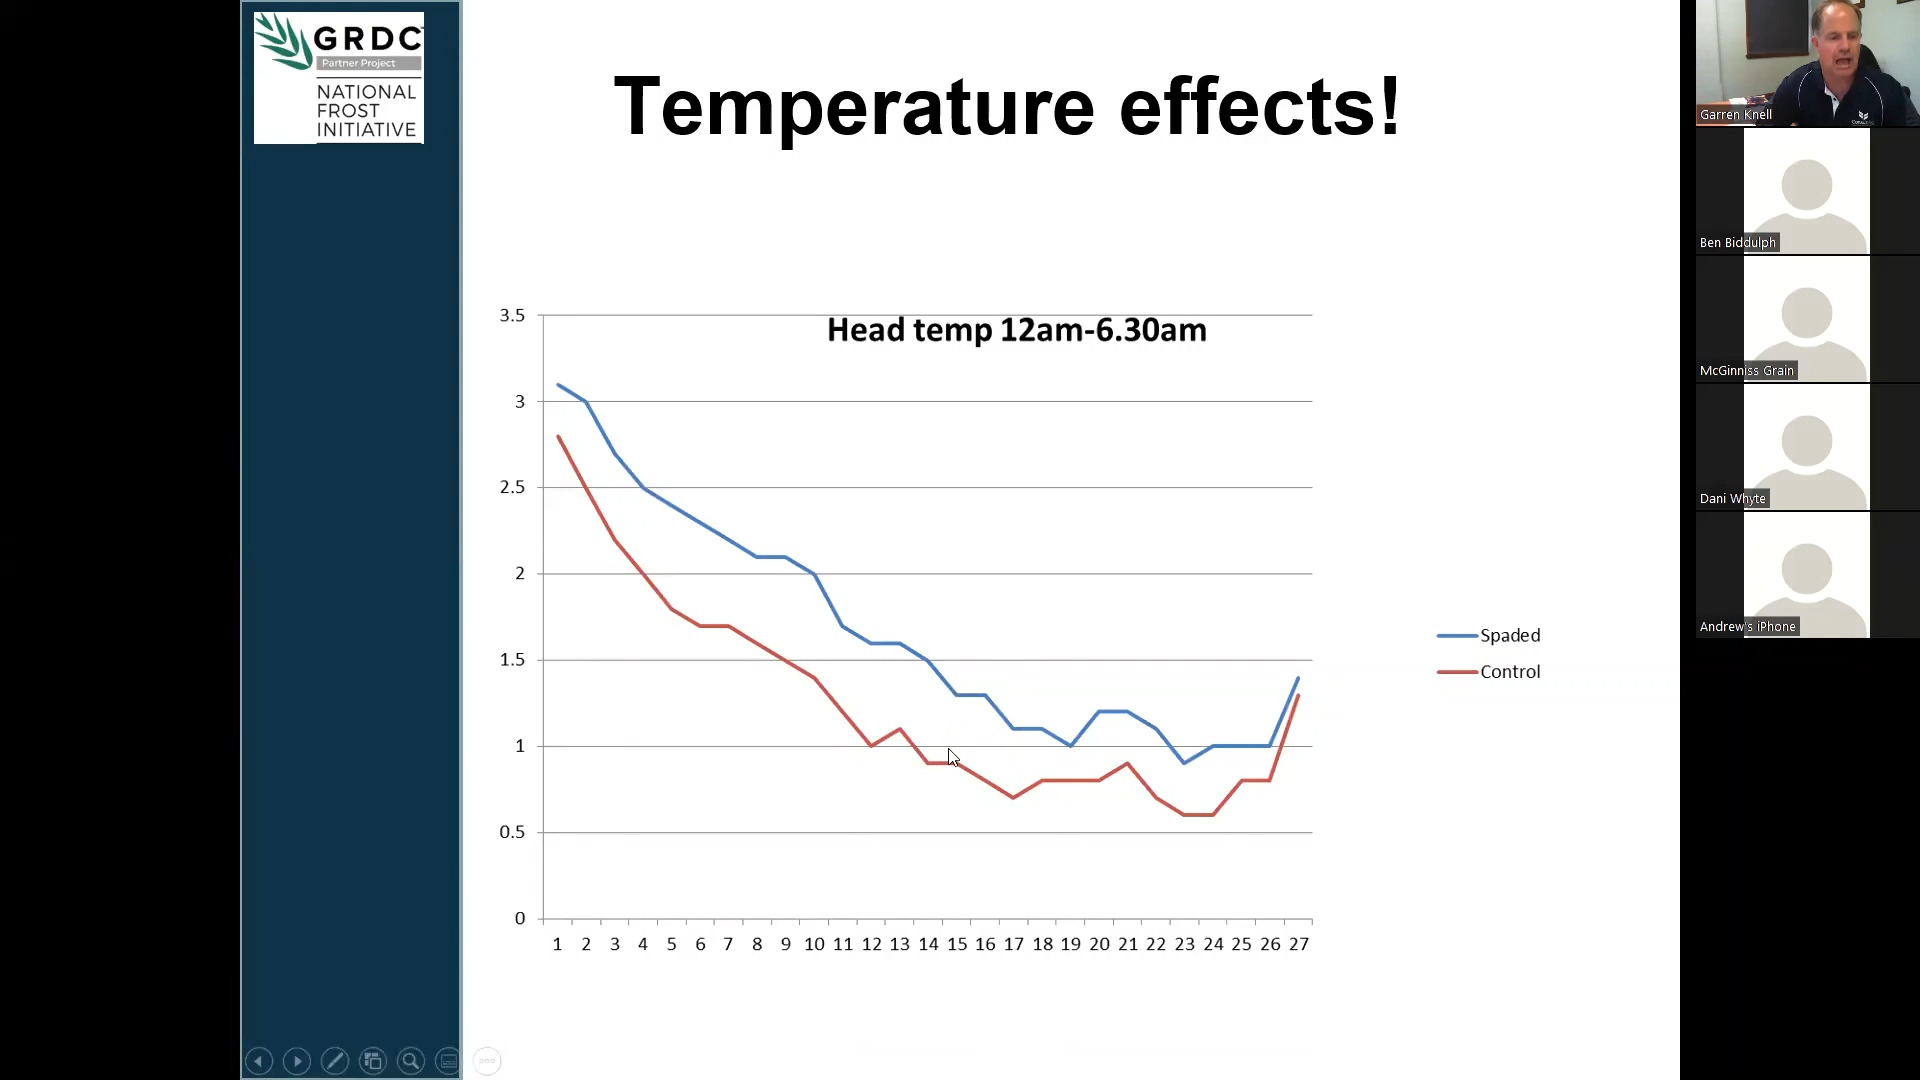 GRDC
Partner Project
NATIONAL
FROST
INITIATIVE
Temperature effects!
Head temp 12am-6.30am
3.5
3
2.5
2
1.5
1
0.5
0
1 2 3 4 5 6 7 8 9 10 11 12 13 14 15 16 17 18 19 20 21 22 23 24 25 26 27
Spaded
Control
Garren Knell
Ben Biddulph
McGinniss Grain
Dani Whyte
Andrew's iPhone